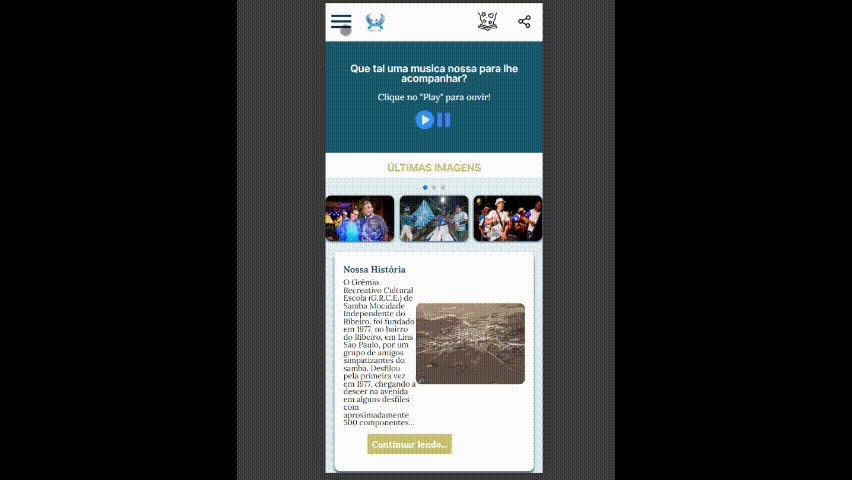 Que tal uma musica nossa para lhe
acompanhar?
Clique no "Play" para ouvir!
ÚLTIMAS IMAGENS
Nossa História
O Grêmio
Recreativo Cultural
Escola (G.R.C.E.) de
Samba Mocidade
Independente do
Ribeiro, foi fundado
em 1977, no bairro
do Ribeiro, em Lins
São Paulo, por um
grupo de amigos
simpatizantes do
samba. Desfilou
pela primeira vez
em 1977, chegando a
descer na avenida
em alguns desfiles
com
aproximadamente
500 componentes...
Continuar lendo...